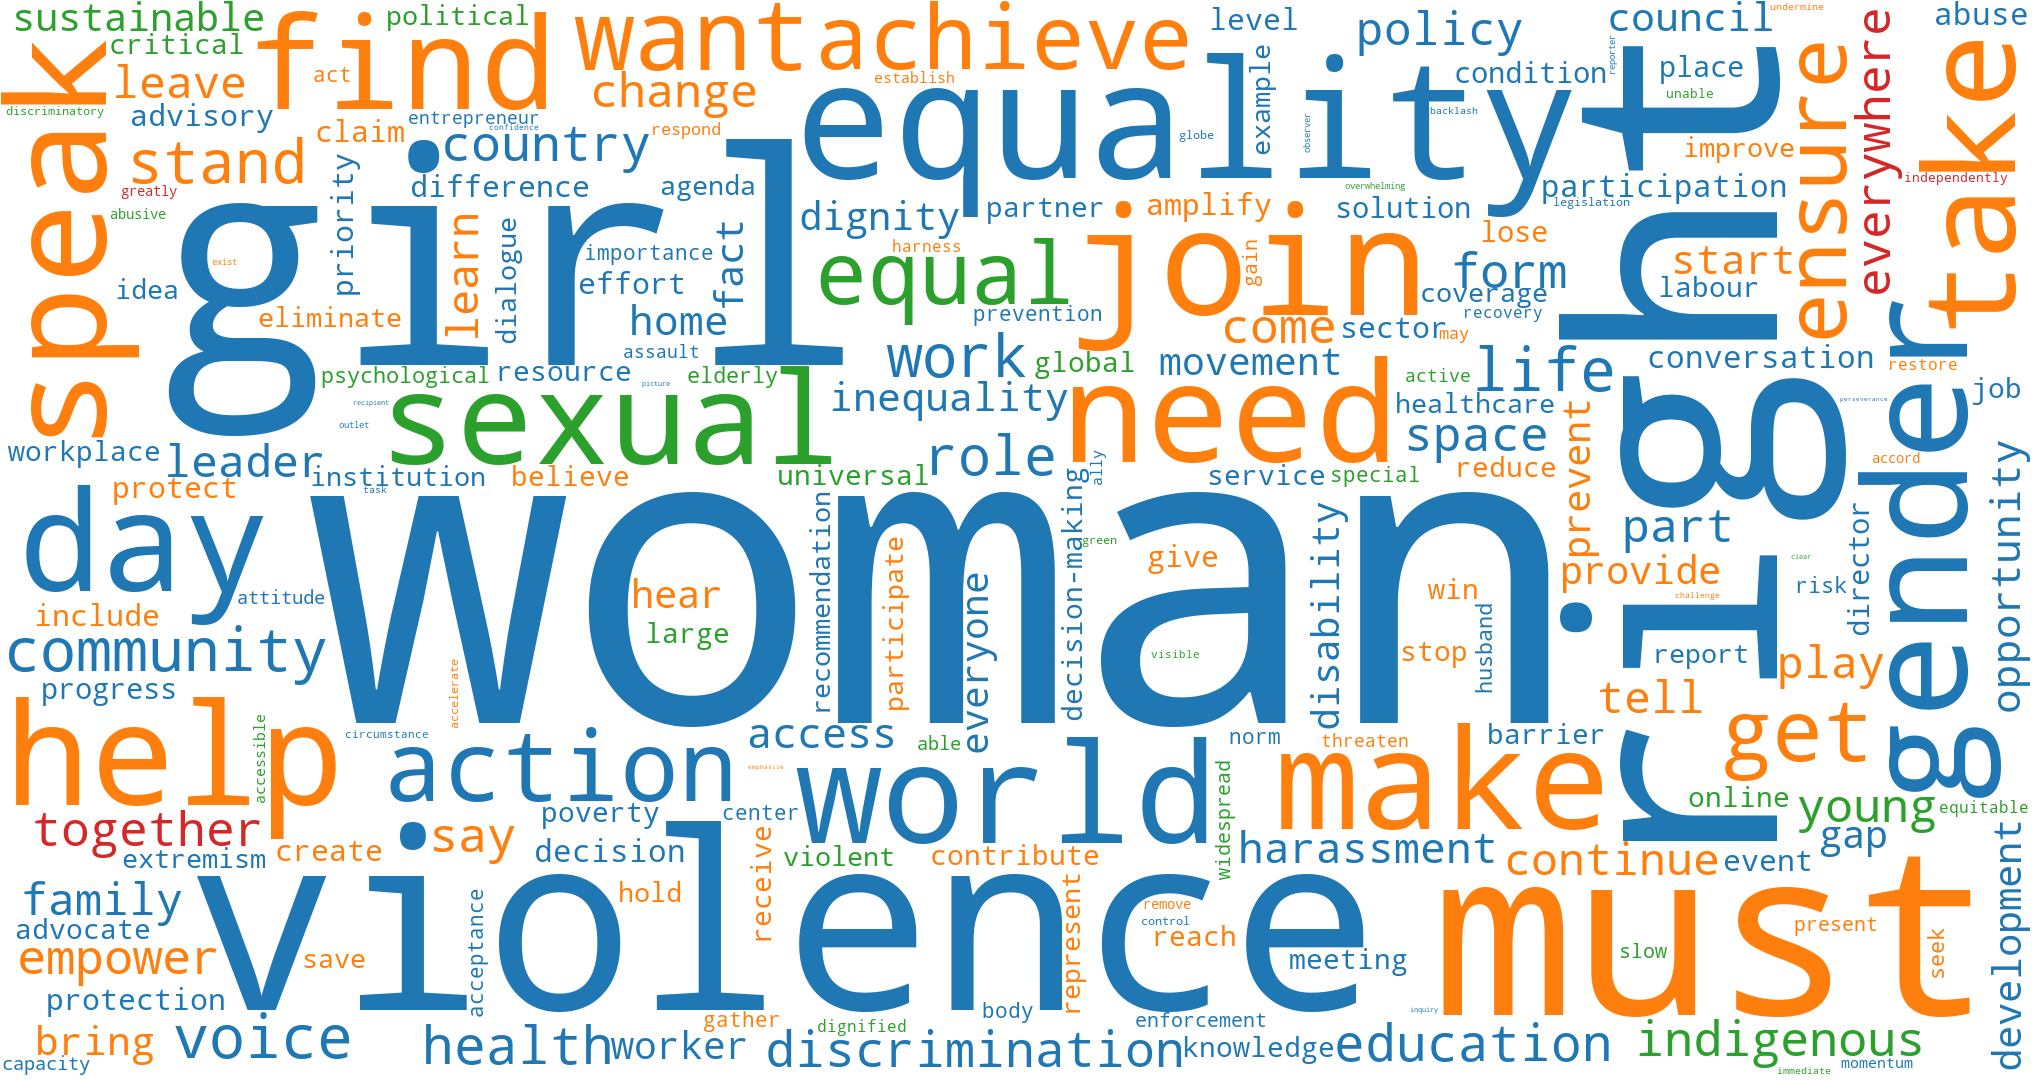 sustainable
political
find
want
achieve
level
policy
council
undermine
abuse
critical
speak
leave
act
change
establish
example
condition
reporter
place
everywhere
take
discriminatory
advisory
claim
entrepreneur
confidence
country
respond
equality
globe
observer
backlash
unable
ensure
stand
priority
difference
agenda
improve
greatly
abusive
girl
learn
dialogue
importance
effort
fact
dignity
partner
amplify
overwhelming
solution
participation
legislation
independently
harness
join
gain
lose
form
start
labour
right
exist
idea
eliminate
home
assault
equal
prevention
come
sector
may
coverage
recovery
conversation
restore
gender
psychological
resource
picture
elderly
work
global
movement
active
life
job
recipient
outlet
sexual
inequality
need
healthcare
space
prevent
perseverance
workplace
leader
institution
task
believe
universal
role
ally
service
special
reduce
accord
opportunity
protect
day
woman
recommendation
participate
everyone
decision-making
green
give
disability
win
husband
part
provide
clear
risk
director
challenge
include
attitude
hear
large
visible
stop
report
play
community
progress
accelerate
tell
get
help
accessible
circumstance
action
access
able
emphasize
world
norm
threaten
barrier
make
widespread
online
young
equitable
together
extremism
create
say
poverty
decision
center
receive
violent
contribute
harassment
continue
event
gap
development
family
advocate
violence
hold
acceptance
represent
remove
control
reach
must
present
slow
seek
empower
save
protection
meeting
body
inquiry
bring
voice
capacity
health
worker
gather
dignified
discrimination
enforcement
knowledge
education
indigenous
immediate
momentum